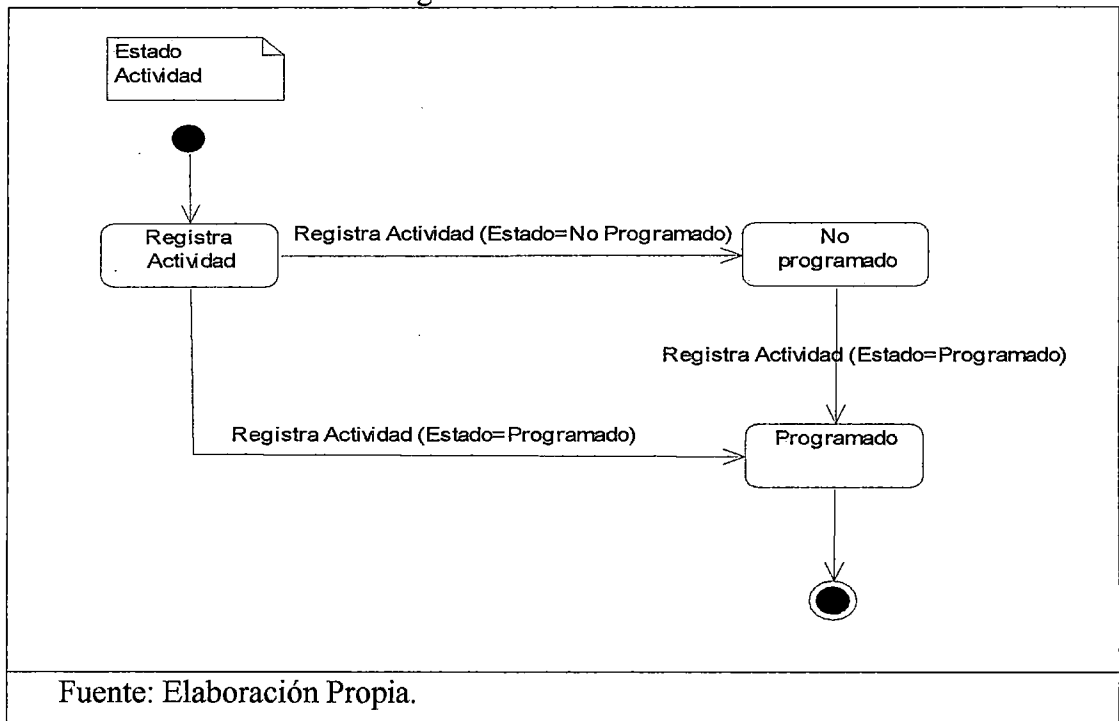 Estado
Actividad
Registra
Actividad
Registra Actividad (Estado=No Programado)
No
programado
Registra Actividad (Estado=Programado)
Registra Actividad (Estado=Programado)
Programado
Fuente: Elaboración Propia.